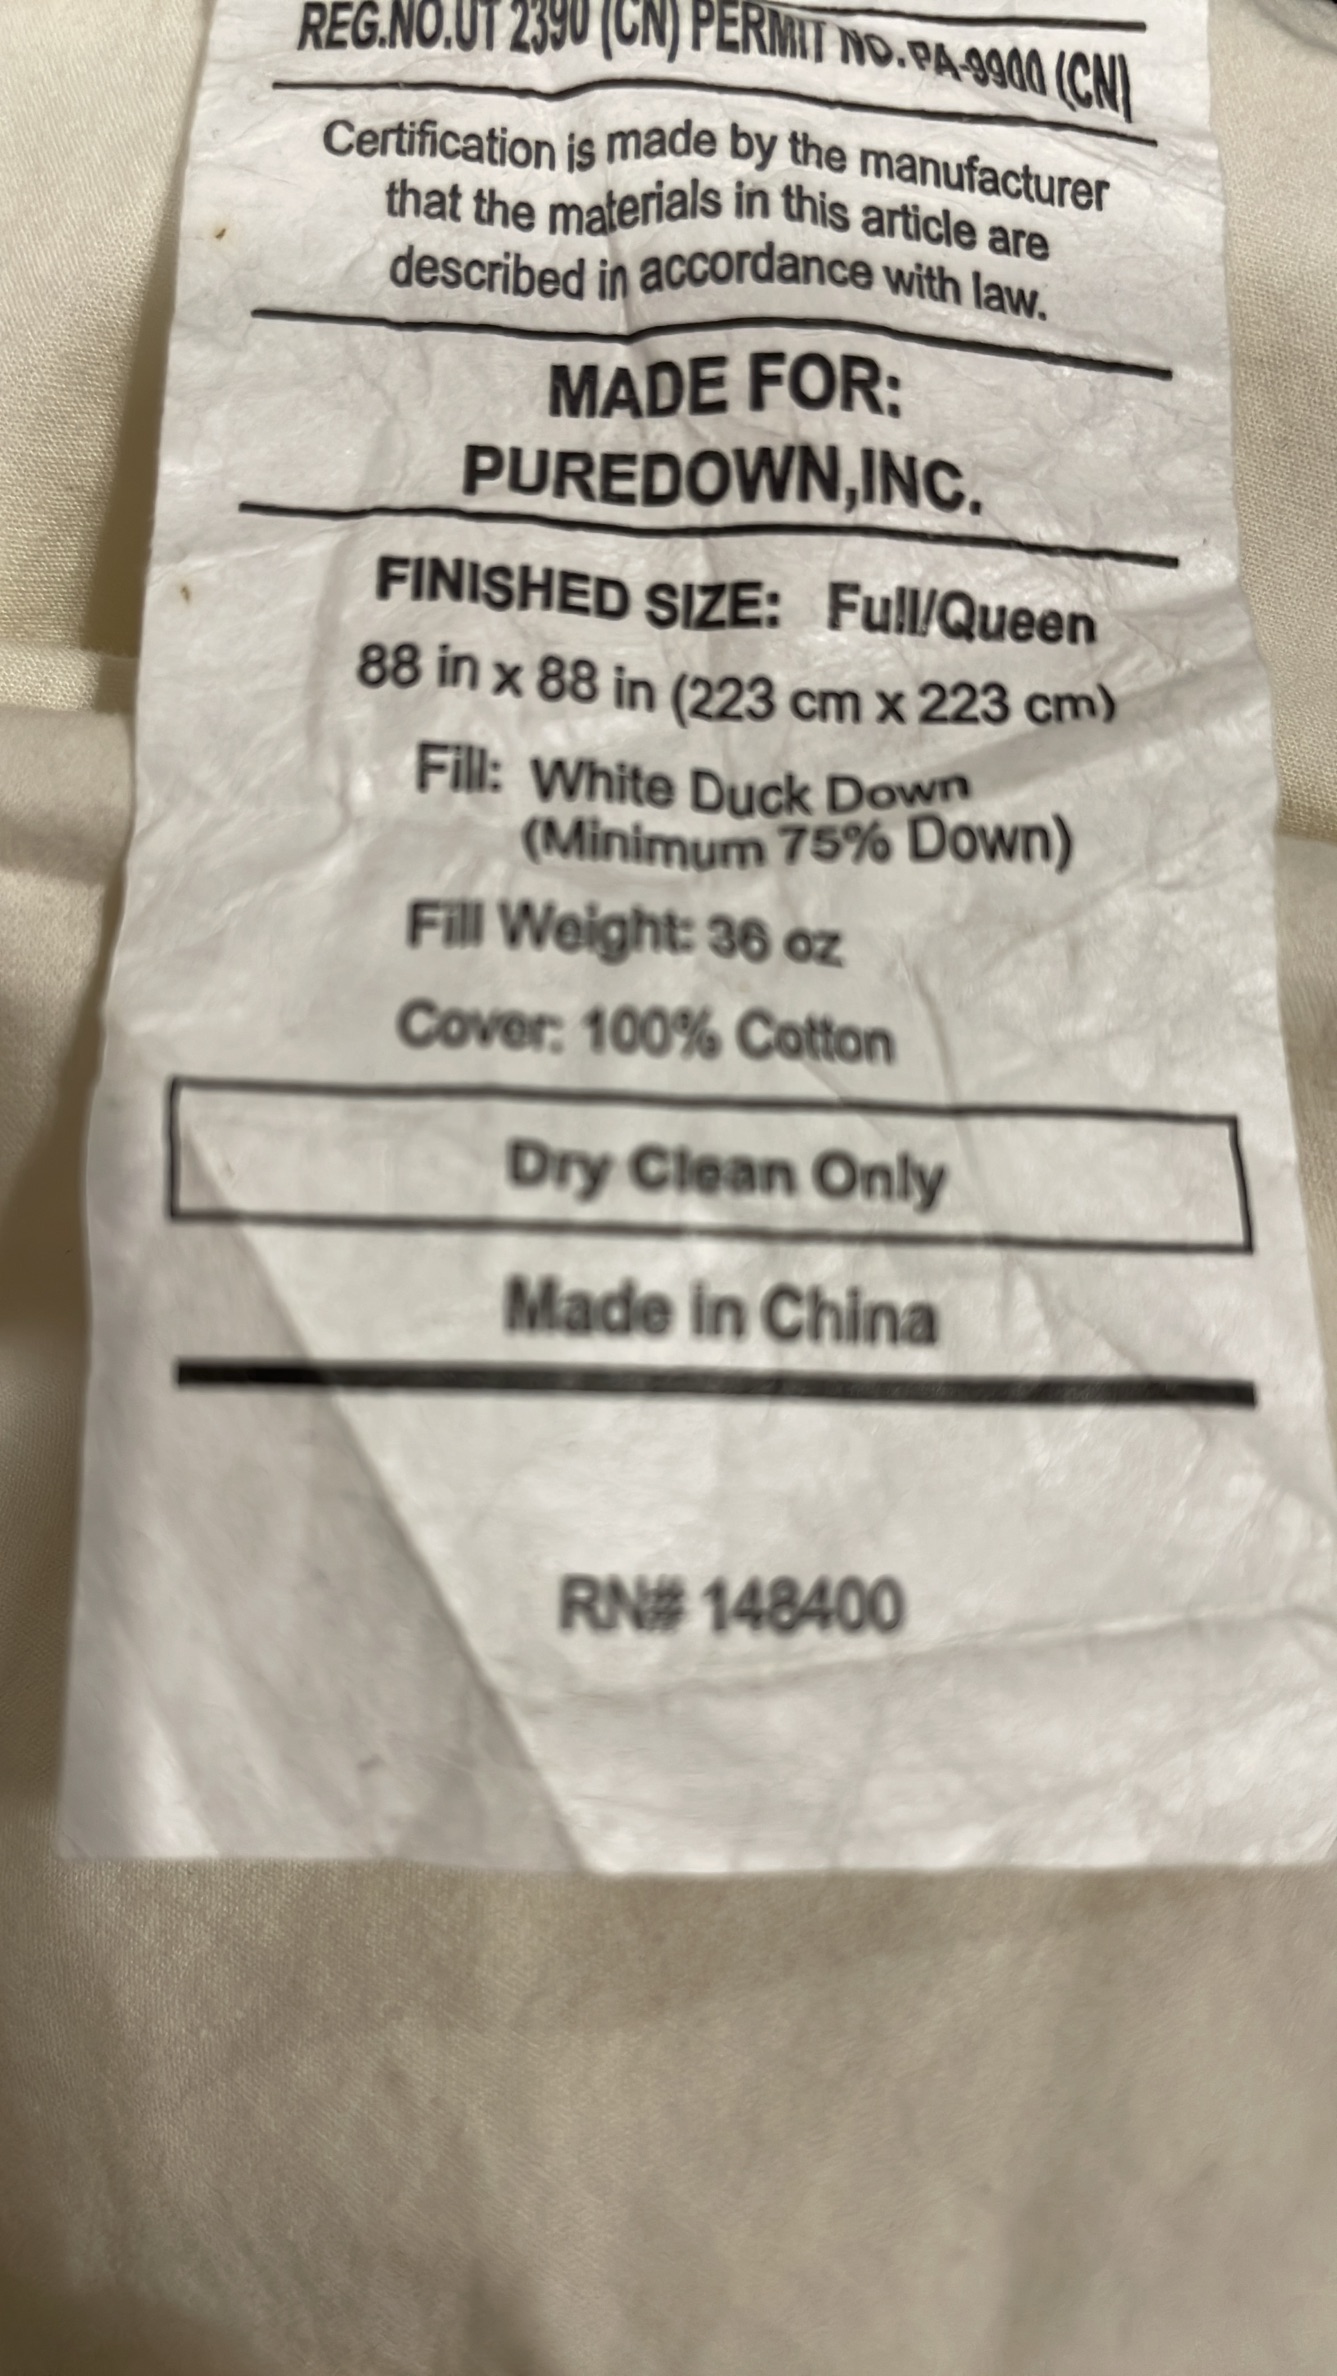 REG.NO.UT 2390 (CN) PERMIT NO.PA-9900 (CN)
Certification is made by the manufacturer
that the materials in this article are
described in accordance with law.
MADE FOR:
PUREDOWN,INC.
FINISHED SIZE: Full/Queen
88 in x 88 in (223 cm x 223 cm)
Fill: White Duck Down
(Minimum 75% Down)
Fill Weight: 36 oz
Cover: 100% Cotton
Dry Clean Only
Made in China
RN# 148400